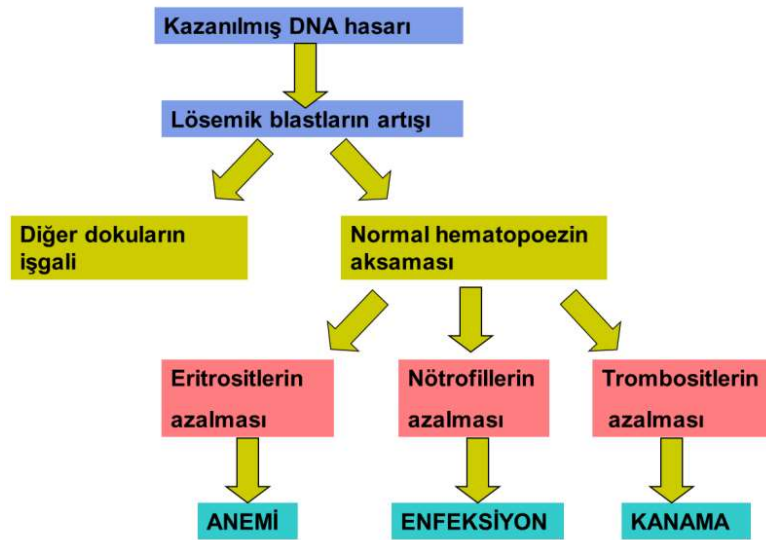 Kazanılmış DNA hasarı
Lösemik blastların artışı
Diğer dokuların
işgali
Normal hematopoezin
aksaması
Eritrositlerin
azalması
Nötrofillerin
azalması
Trombositlerin
azalması
ANEMİ
ENFEKSİYON
KANAMA